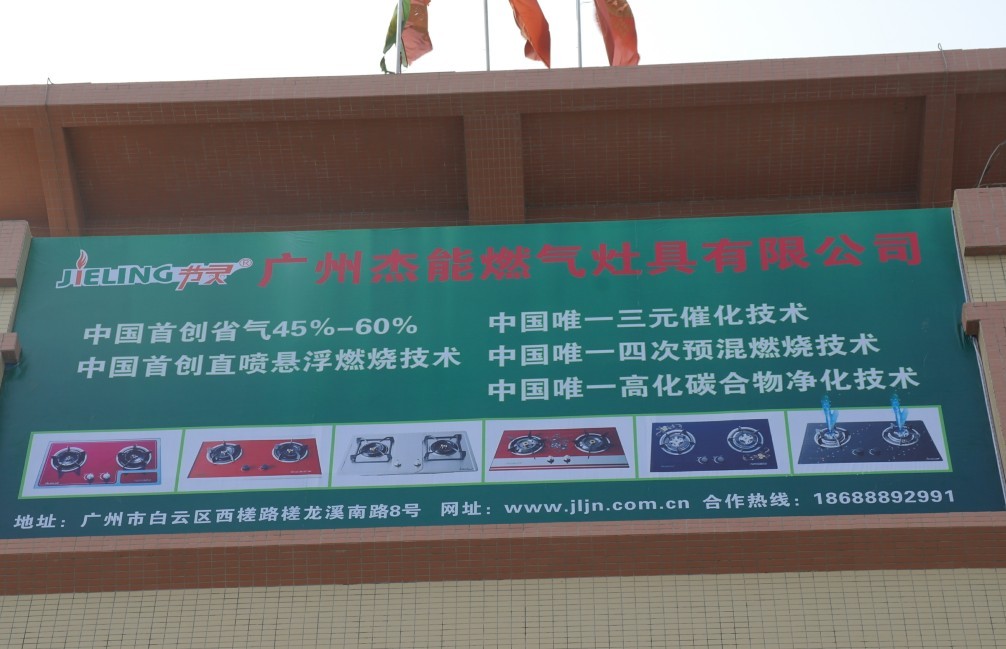 JIELING节灵® 广州杰能燃气灶具有限公司
中国首创省气45%-60%
中国首创直喷悬浮燃烧技术
中国唯一三元催化技术
中国唯一四次预混燃烧技术
中国唯一高化碳合物净化技术
地址：广州市白云区西槎路槎龙溪南路8号 网址：www.jljn.com.cn 合作热线：18688892991